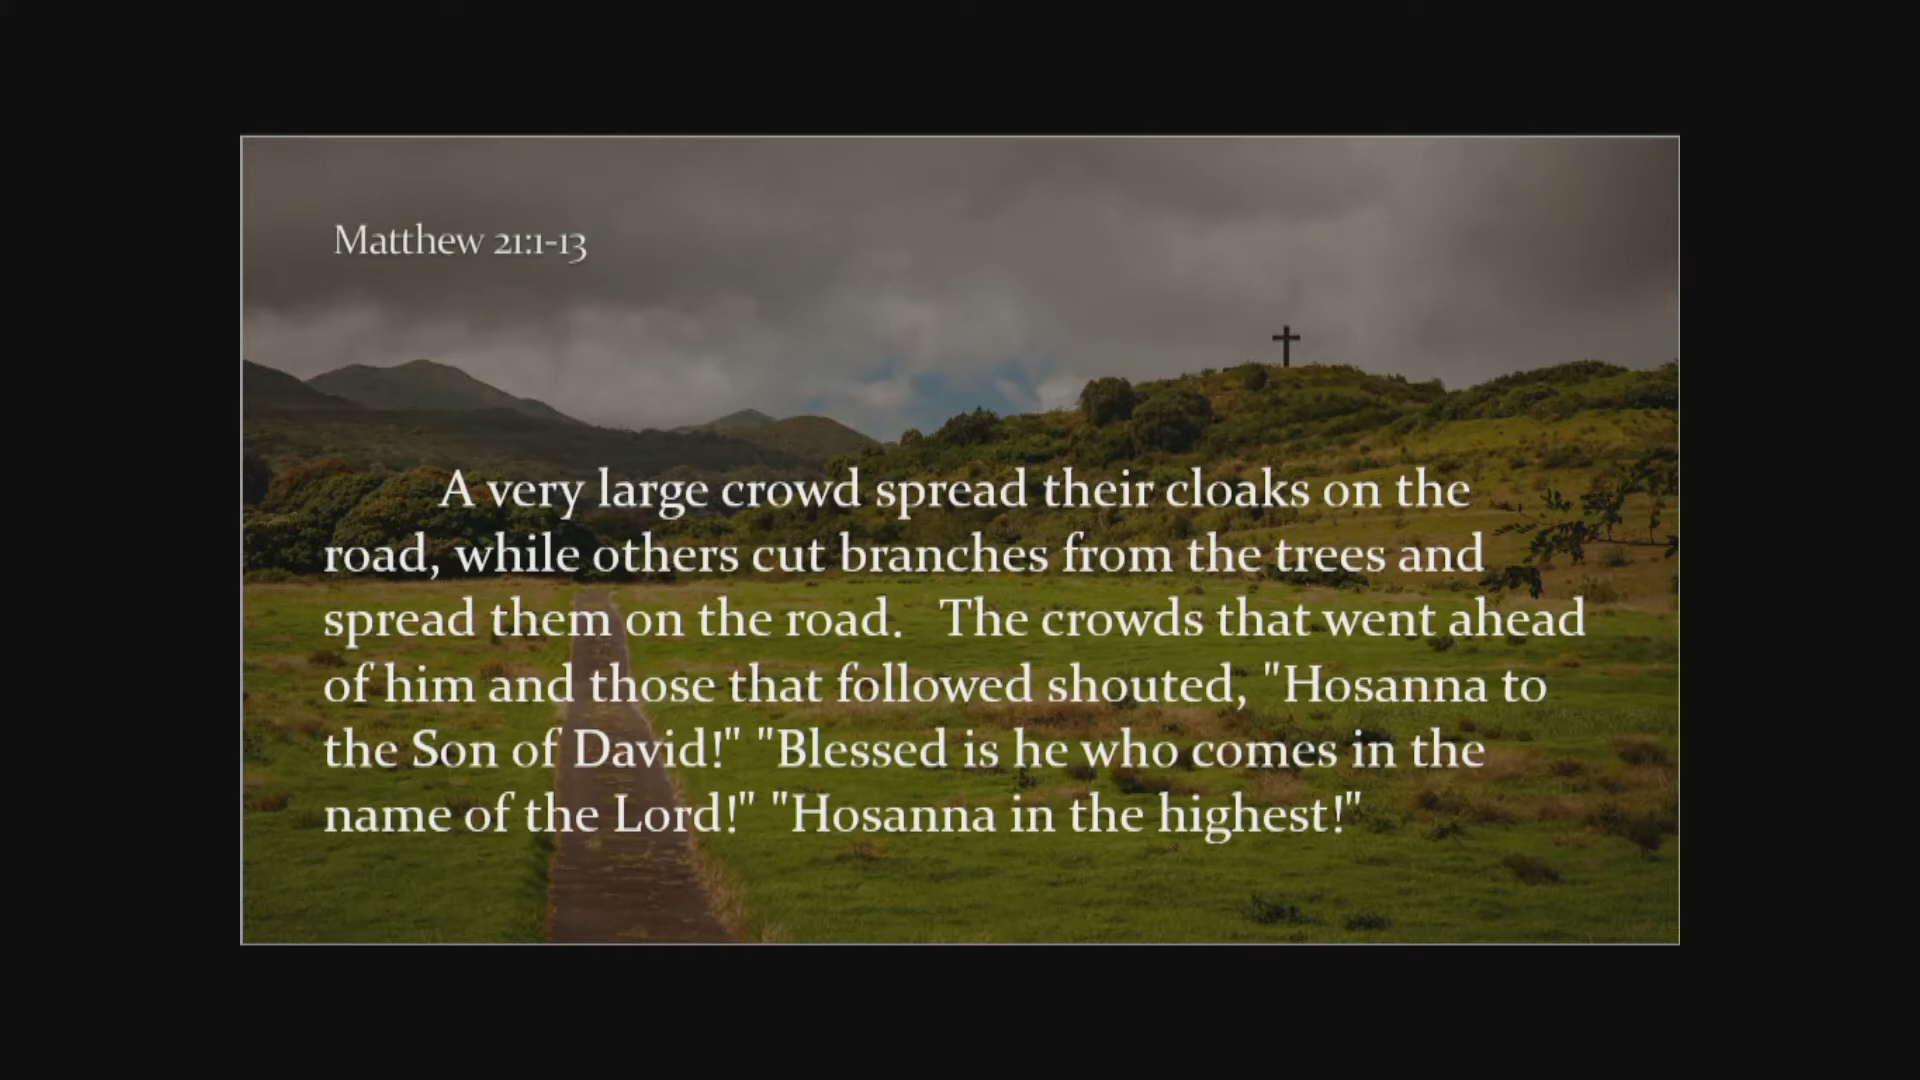 Matthew 21:1-13
A very large crowd spread their cloaks on the
road, while others cut branches from the trees and
spread them on the road. The crowds that went ahead
of him and those that followed shouted, "Hosanna to
the Son of David!" "Blessed is he who comes in the
name of the Lord!" "Hosanna in the highest!"